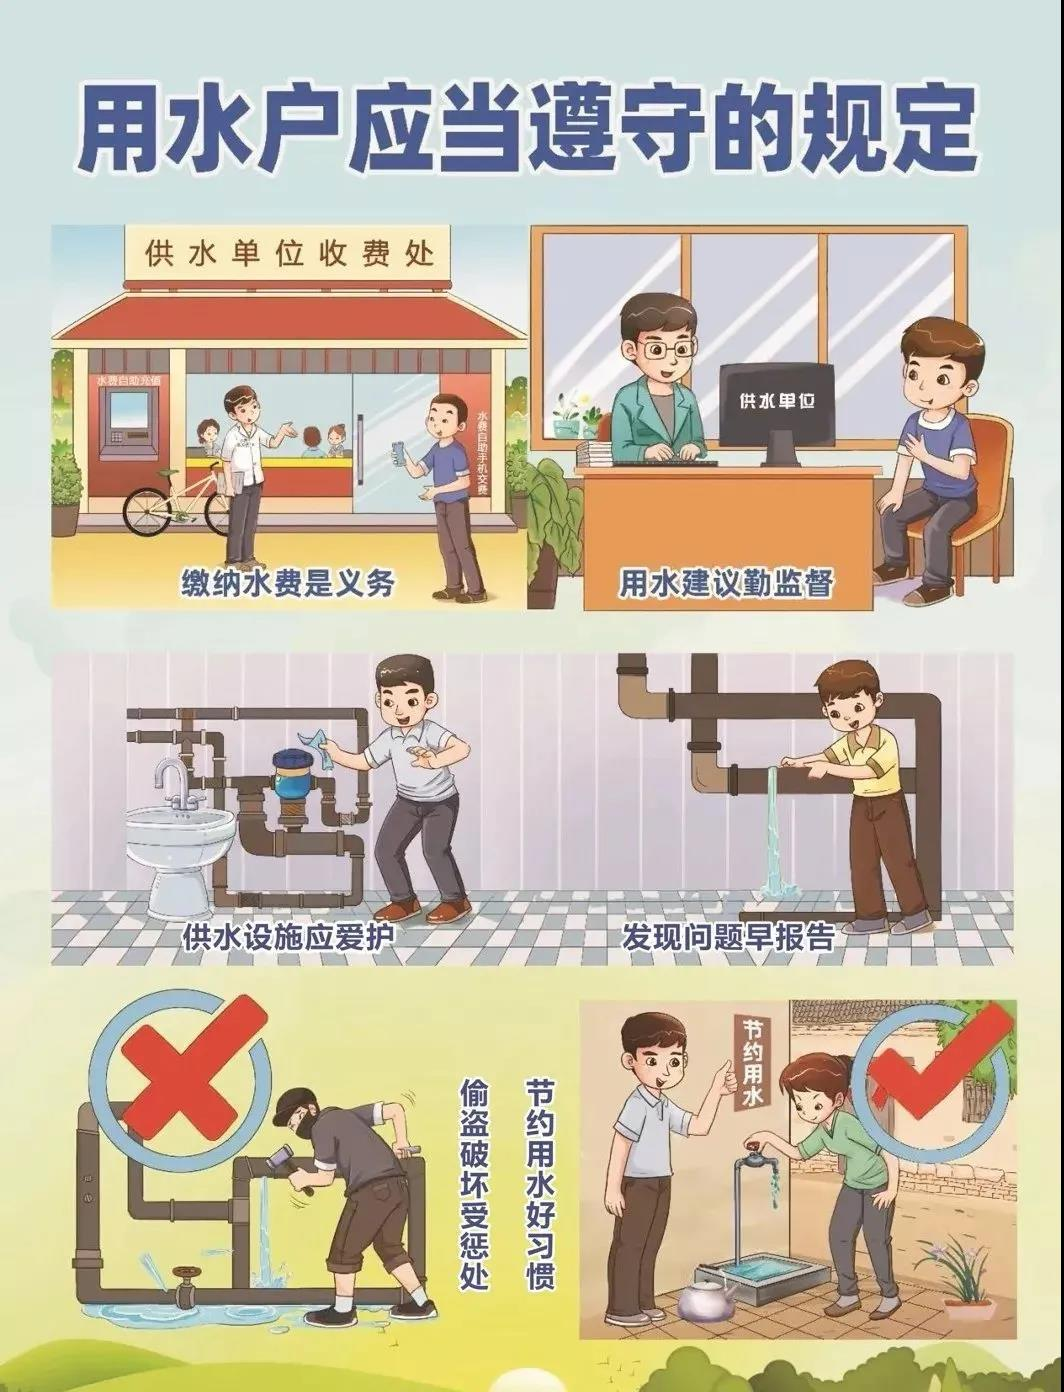 用水户应当遵守的规定
供水单位收费处
水费自助充值
水费自助手机交费
缴纳水费是义务
供水单位
用水建议勤监督
供水设施应爱护
发现问题早报告
偷盗破坏受惩处
节约用水好习惯
节约用水